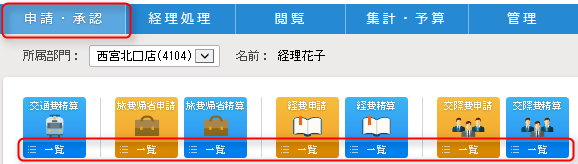 申請・承認 経理処理 閲覧 集計・予算 管理
所属部門： 西宮北口店(4104) 名前： 経理花子
交通費精算 旅費帰省申請 旅費帰省精算 経費申請 経費精算 交際費申請 交際費精算
一覧 一覧 一覧 一覧 一覧 一覧 一覧